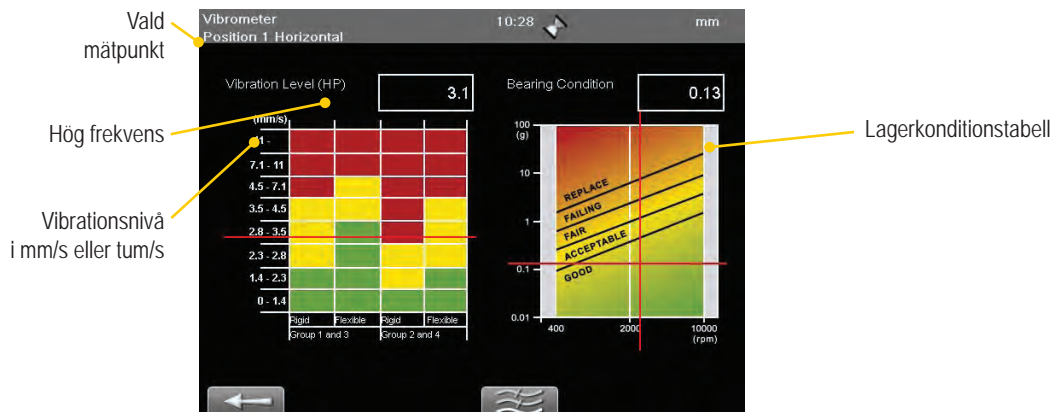 Vald
mätpunkt
Hög frekvens
Vibrationsnivå
i mm/s eller tum/s
Vibrometer
Position 1 Horizontal
10:28
mm
Vibration Level (HP)
3.1
(mm/s)
1 -
7.1 - 11
4.5 - 7.1
3.5 - 4.5
2.8 - 3.5
2.3 - 2.8
1.4 - 2.3
0 - 1.4
Rigid Flexible Rigid Flexible
Group 1 and 3 Group 2 and 4
Bearing Condition
0.13
100
(g)
10
1
0.1
0.01
REPLACE
FAILING
FAIR
ACCEPTABLE
GOOD
400 2000 10000
(rpm)
Lagerkonditionstabell